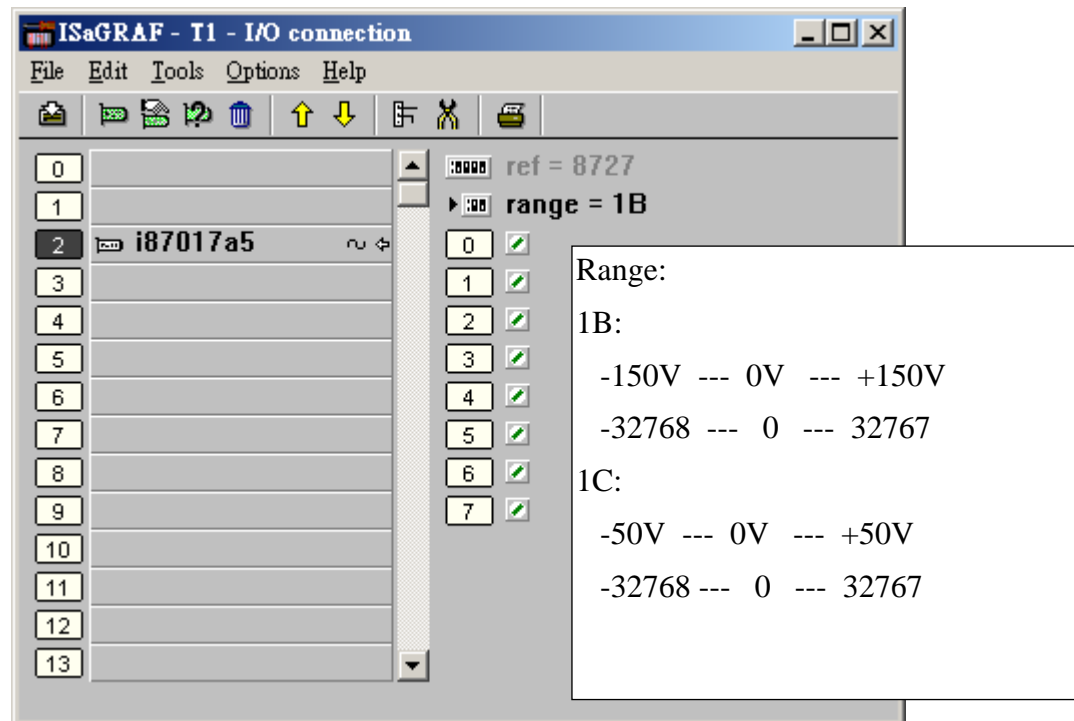 ISaGRAF - T1 - I/O connection
File Edit Tools Options Help
0
1
2 i87017a5
3
4
5
6
7
8
9
10
11
12
13
ref = 8727
range = 1B
0
1
2
3
4
5
6
7
Range:
1B:
-150V --- 0V --- +150V
-32768 --- 0 --- 32767
1C:
-50V --- 0V --- +50V
-32768 --- 0 --- 32767